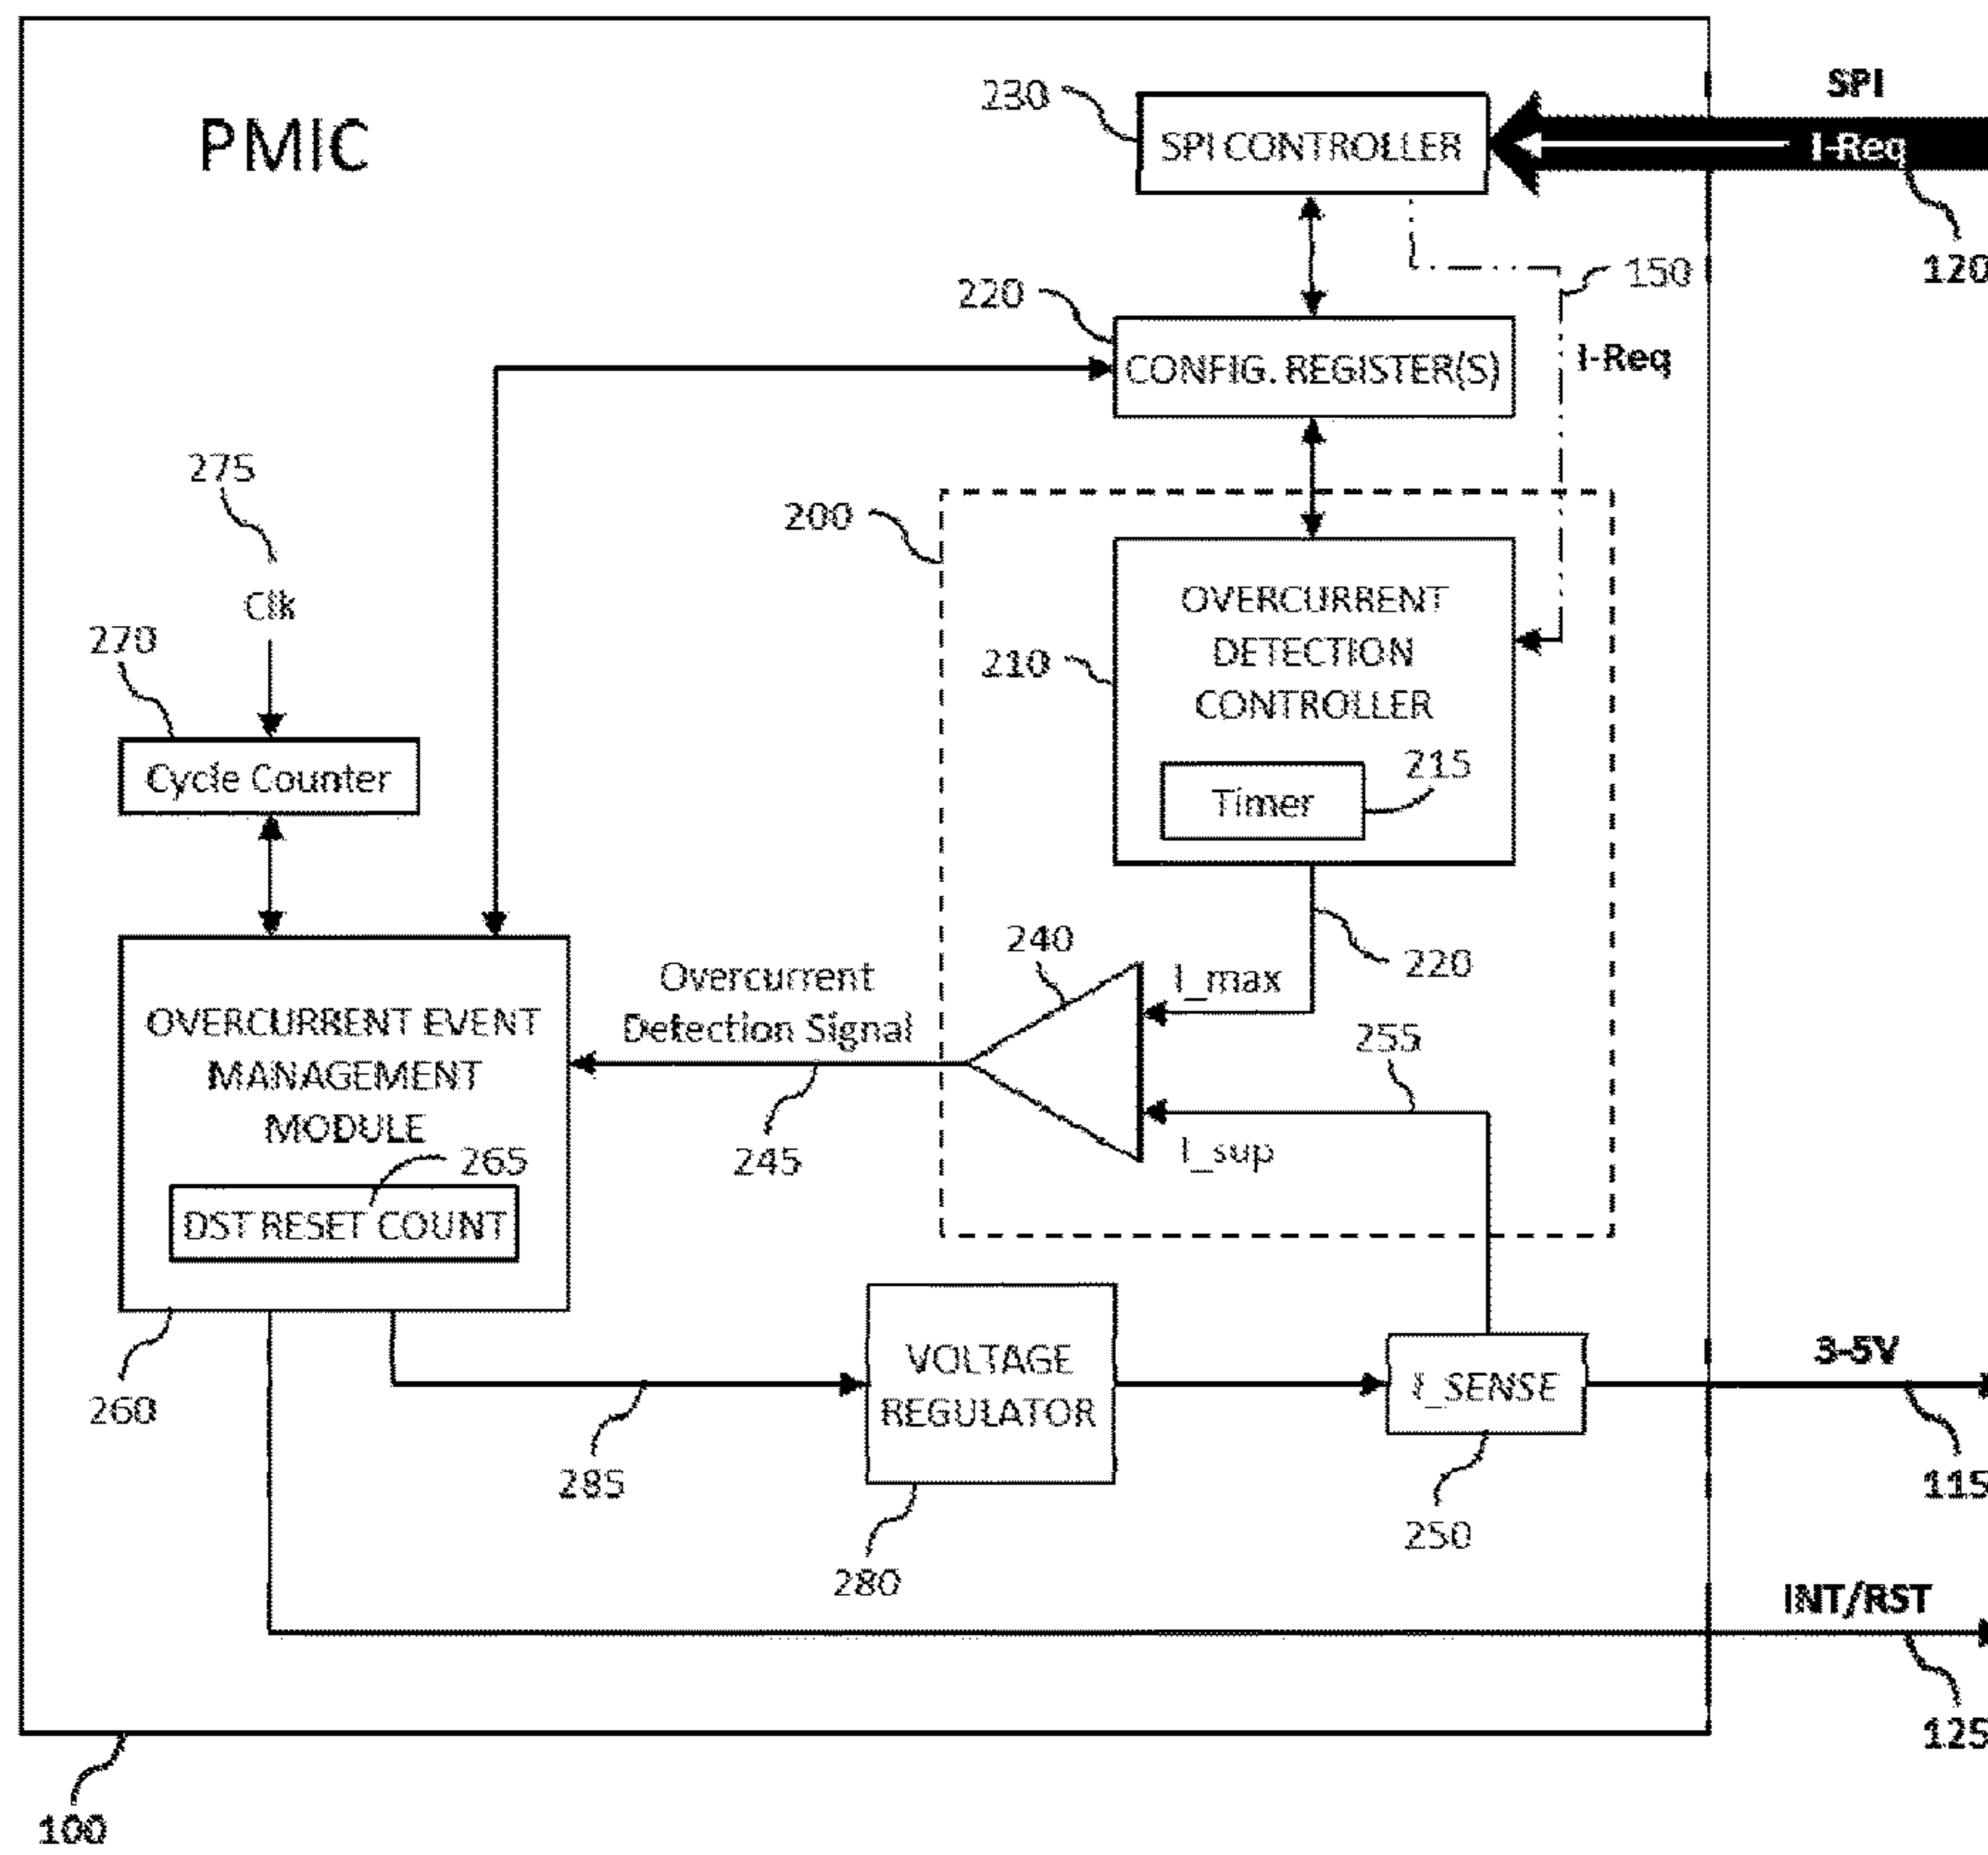 SPI
230
PMIC
SPI CONTROLLER
I-Req
120
150
220
I-Req
CONFIG. REGISTER(S)
275
200
Clk
OVERCURRENT
DETECTION
CONTROLLER
270
210
215
Cycle Counter
Timer
240
220
I_max
Overcurrent
Detection Signal
OVERCURRENT EVENT
MANAGEMENT
MODULE
255
245
I_sup
265
DST RESET COUNT
VOLTAGE
REGULATOR
3-5V
I_SENSE
260
285
115
250
280
INT/RST
125
100